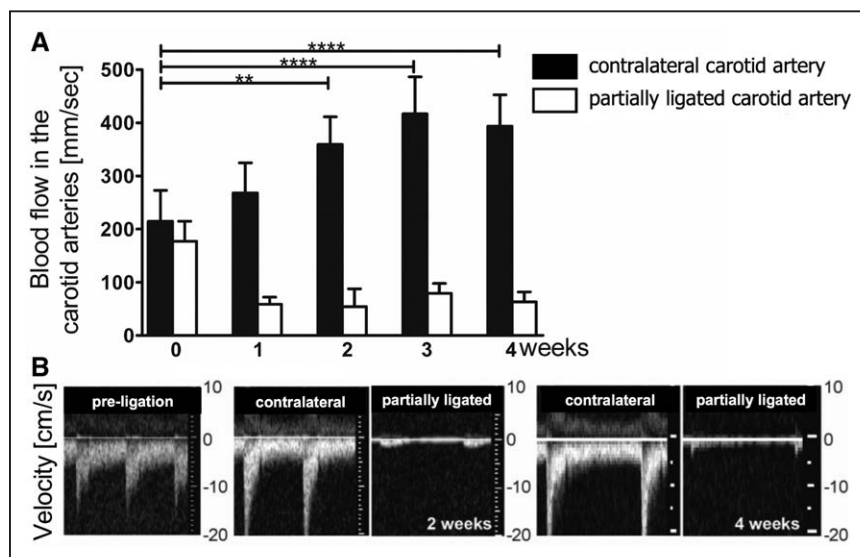 A
****
****
**
500
400
300
200
100
0
Blood flow in the
carotid arteries [mm/sec]
contralateral carotid artery
partially ligated carotid artery
0 1 2 3 4 weeks
B
Velocity [cm/s]
pre-ligation
10
0
-10
-20
contralateral
partially ligated
2 weeks
10
0
-10
-20
contralateral
partially ligated
4 weeks
10
0
-10
-20